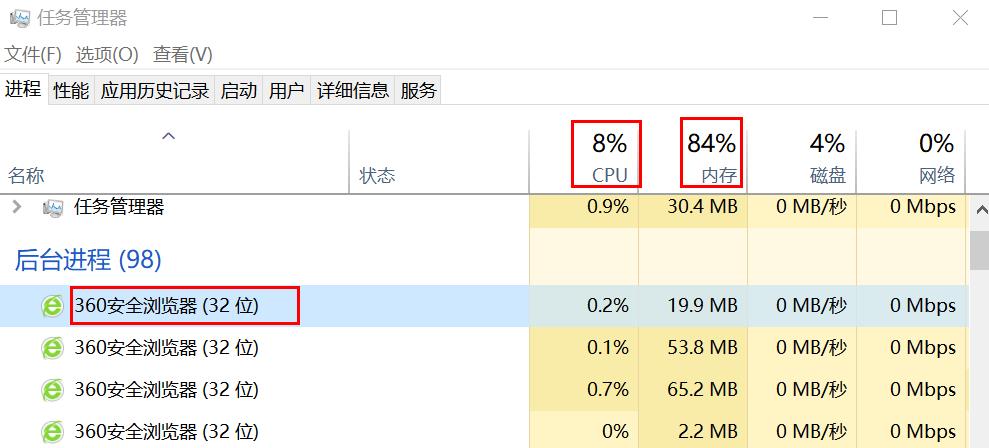 任务管理器
文件(F) 选项(O) 查看(V)
进程 性能 应用历史记录 启动 用户 详细信息 服务
8% 84% 4% 0%
名称 状态 CPU 内存 磁盘 网络
任务管理器 0.9% 30.4 MB 0 MB/秒 0 Mbps
后台进程 (98)
360安全浏览器 (32 位) 0.2% 19.9 MB 0 MB/秒 0 Mbps
360安全浏览器 (32 位) 0.1% 53.8 MB 0 MB/秒 0 Mbps
360安全浏览器 (32 位) 0.7% 65.2 MB 0 MB/秒 0 Mbps
360安全浏览器 (32 位) 0% 2.2 MB 0 MB/秒 0 Mbps